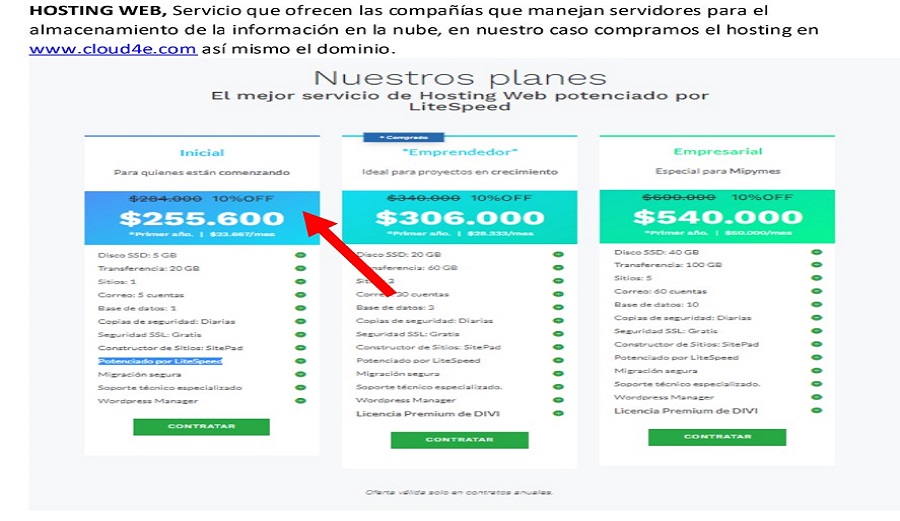 HOSTING WEB, Servicio que ofrecen las compañías que manejan servidores para el
almacenamiento de la información en la nube, en nuestro caso compramos el hosting en
www.cloud4e.com así mismo el dominio.
Nuestros planes
El mejor servicio de Hosting Web potenciado por
LiteSpeed
Inicial
Para quienes están comenzando
$284.000 10%OFF
$255.600
*Primer año. | $23.667/mes
Disco SSD: 5 GB
Transferencia: 20 GB
Sitios: 1
Correo: 5 cuentas
Base de datos: 1
Copias de seguridad: Diarias
Seguridad SSL: Gratis
Constructor de Sitios: SitePad
Potenciado por LiteSpeed
Migración segura
Soporte técnico especializado
Wordpress Manager
CONTRATAR
* Comprado
"Emprendedor"
Ideal para proyectos en crecimiento
$340.000 10%OFF
$306.000
*Primer año. | $28.333/mes
Disco SSD: 20 GB
Transferencia: 60 GB
3
30 cuentas
Base de datos: 3
Copias de seguridad: Diarias
Seguridad SSL: Gratis
Constructor de Sitios: SitePad
Potenciado por LiteSpeed
Migración segura
Soporte técnico especializado.
Wordpress Manager
Licencia Premium de DIVI
CONTRATAR
Empresarial
Especial para Mipymes
$600.000 10%OFF
$540.000
*Primer año. | $50.000/mes
Disco SSD: 40 GB
Transferencia: 100 GB
Sitios: 5
Correo: 60 cuentas
Base de datos: 10
Copias de seguridad: Diarias
Seguridad SSL: Gratis
Constructor de Sitios: SitePad
Potenciado por LiteSpeed
Migración segura
Soporte técnico especializado.
Wordpress Manager
Licencia Premium de DIVI
CONTRATAR
Oferta válida solo en contratos anuales.